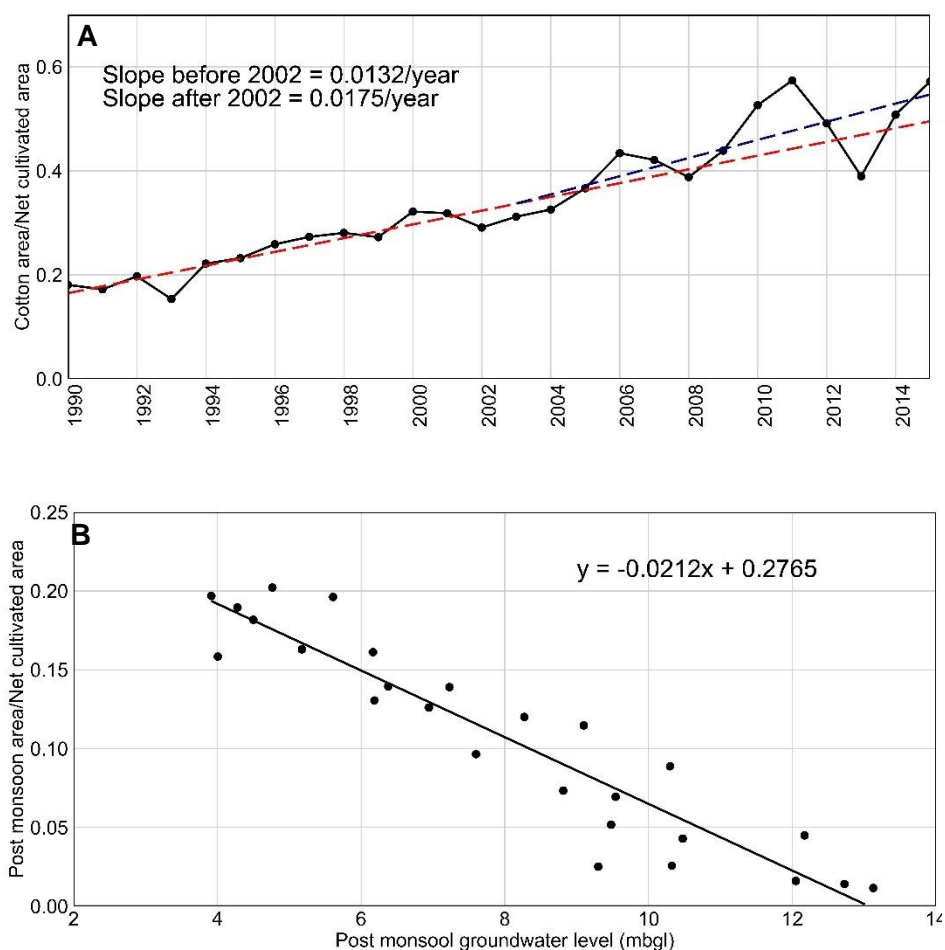 A
Slope before 2002 = 0.0132/year
Slope after 2002 = 0.0175/year
Cotton area/Net cultivated area
0.6
0.4
0.2
0.0
1990 1992 1994 1996 1998 2000 2002 2004 2006 2008 2010 2012 2014
B
y = -0.0212x + 0.2765
Post monsoon area/Net cultivated area
0.25
0.20
0.15
0.10
0.05
0.00
2 4 6 8 10 12 14
Post monsool groundwater level (mbgl)